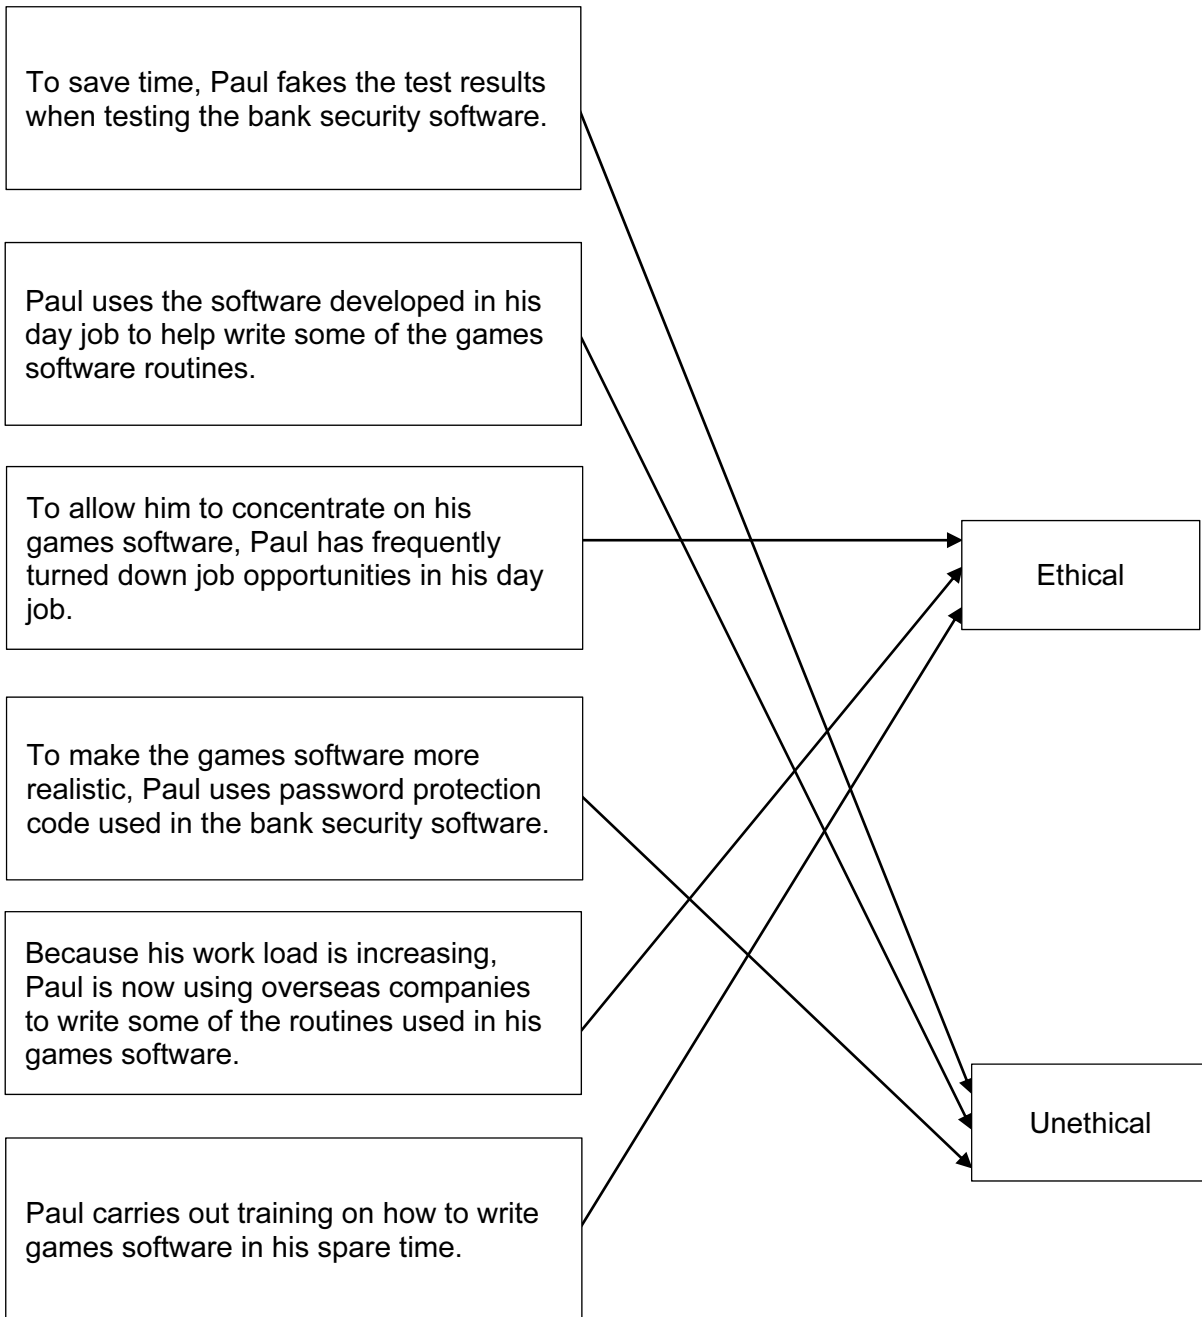 To save time, Paul fakes the test results
when testing the bank security software.
Paul uses the software developed in his
day job to help write some of the games
software routines.
To allow him to concentrate on his
games software, Paul has frequently
turned down job opportunities in his day
job.
Ethical
To make the games software more
realistic, Paul uses password protection
code used in the bank security software.
Because his work load is increasing,
Paul is now using overseas companies
to write some of the routines used in his
games software.
Unethical
Paul carries out training on how to write
games software in his spare time.